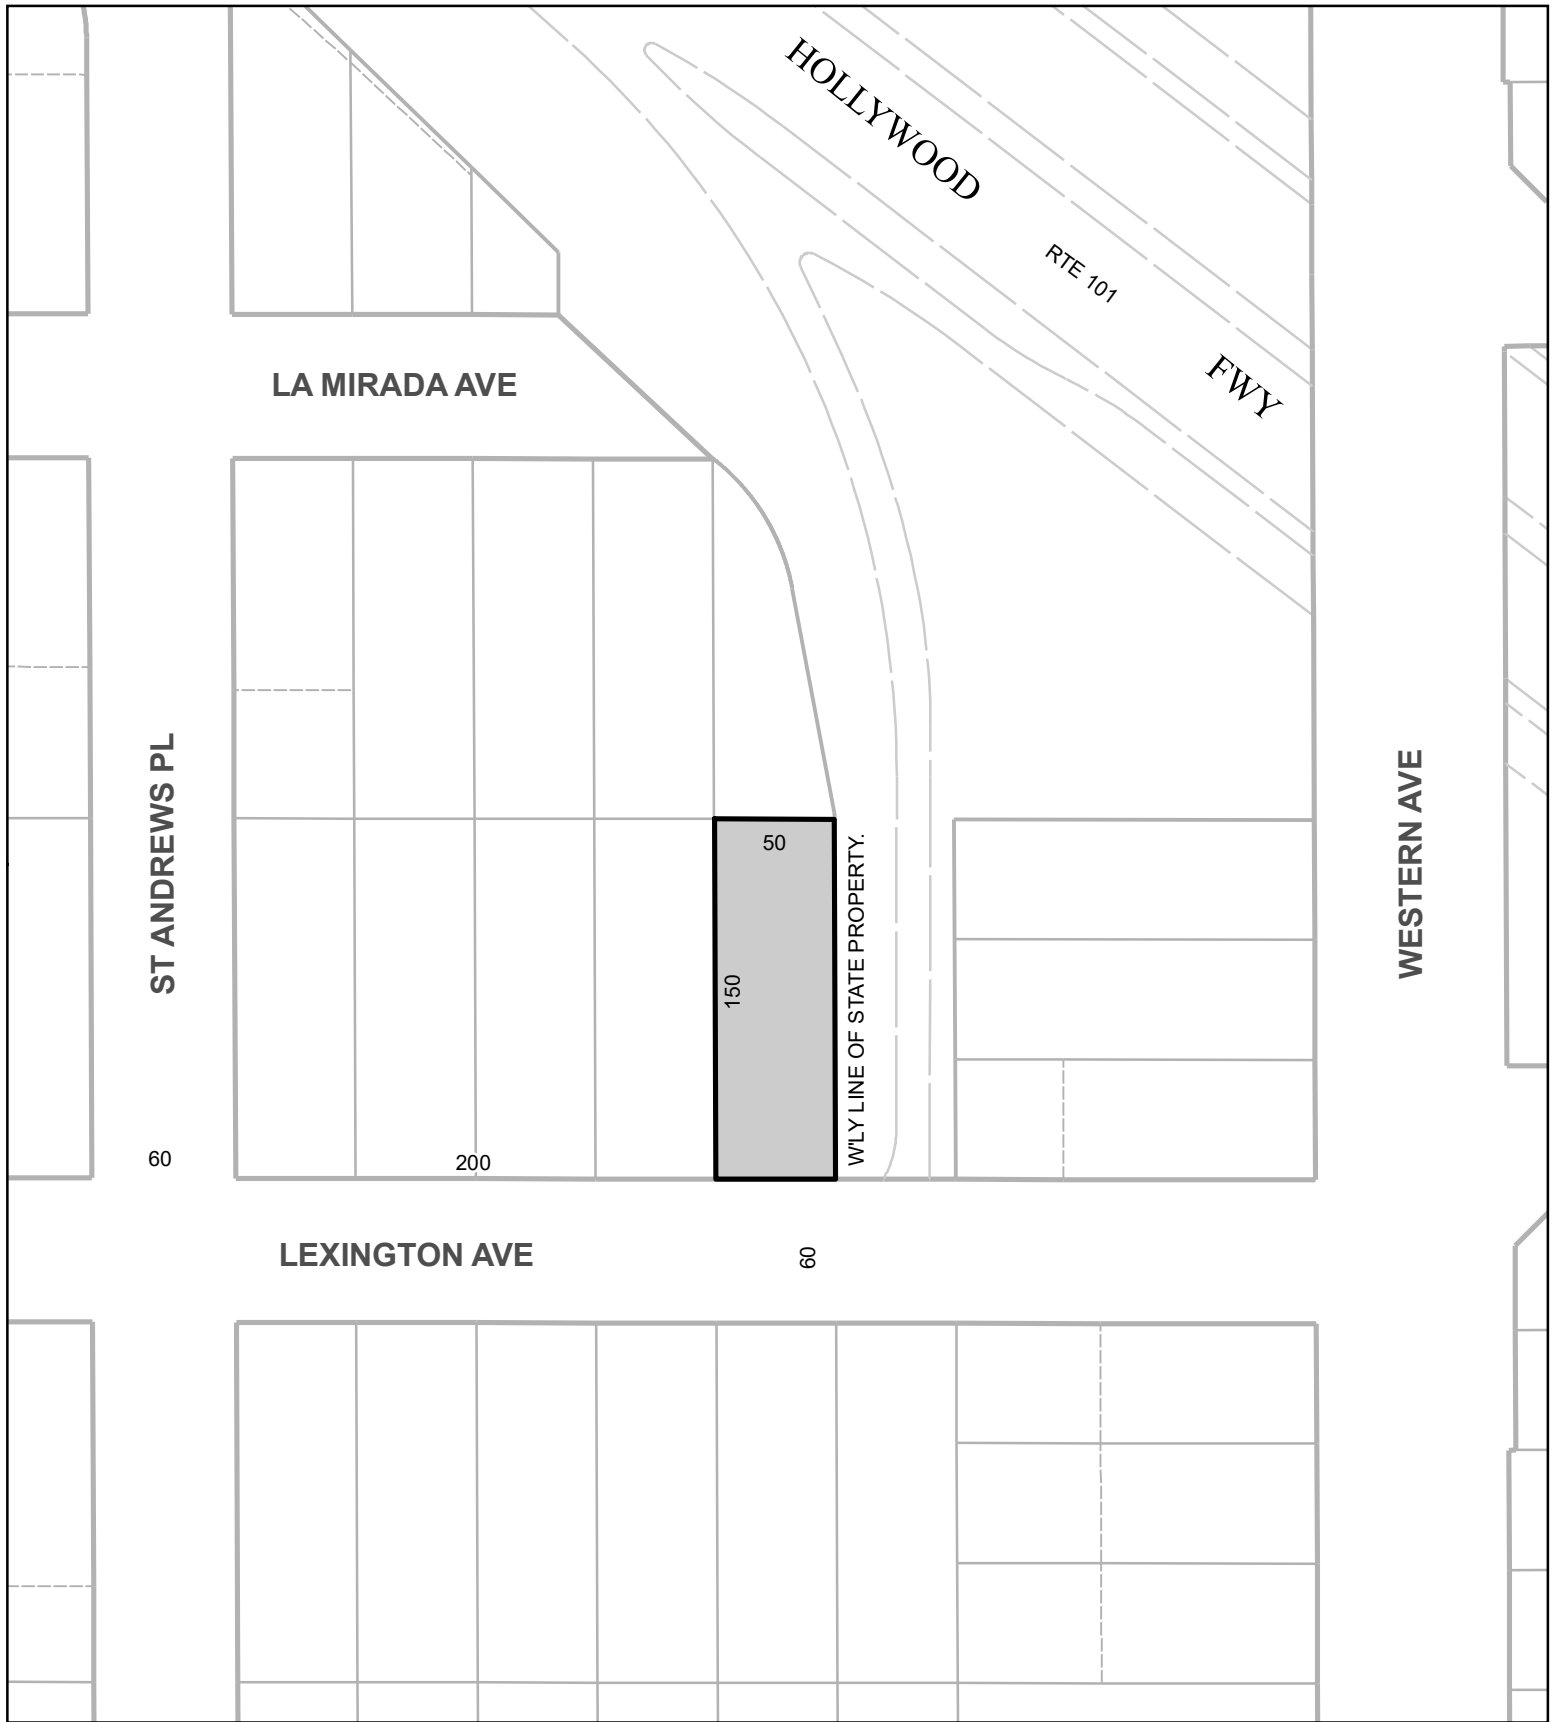 HOLLYWOOD
RTE 101
FWY
LA MIRADA AVE
ST ANDREWS PL
50
150
W'LY LINE OF STATE PROPERTY.
WESTERN AVE
60
200
LEXINGTON AVE
60